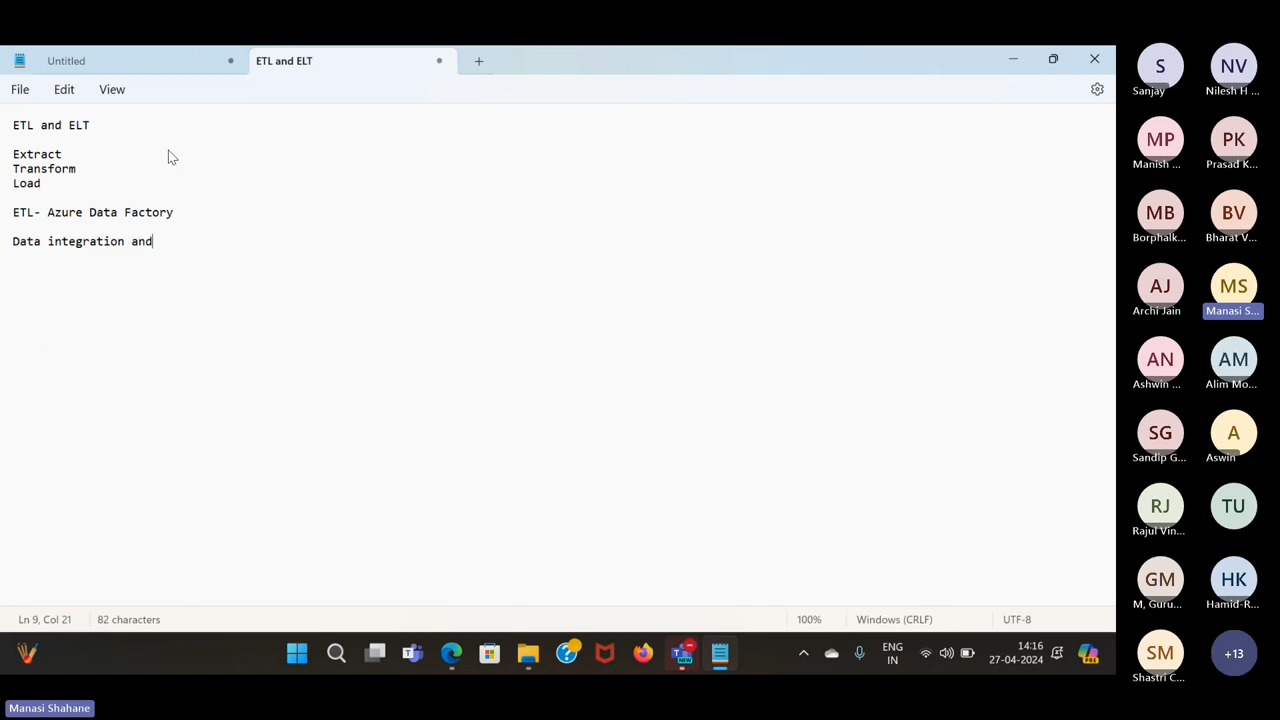 Untitled
ETL and ELT
File
Edit
View
ETL and ELT
Extract
Transform
Load
ETL- Azure Data Factory
Data integration and
Ln 9, Col 21
82 characters
100%
Windows (CRLF)
UTF-8
NEW
ENG
IN
14:16
27-04-2024
PRE
S
Sanjay
NV
Nilesh H ...
MP
Manish ...
PK
Prasad K...
MB
Borphalk...
BV
Bharat V...
AJ
Archi Jain
MS
Manasi S...
AN
Ashwin ...
AM
Alim Mo...
SG
Sandip G...
A
Aswin
RJ
Rajul Vin...
TU
GM
M, Guru...
HK
Hamid-R...
SM
Shastri C...
+13
Manasi Shahane